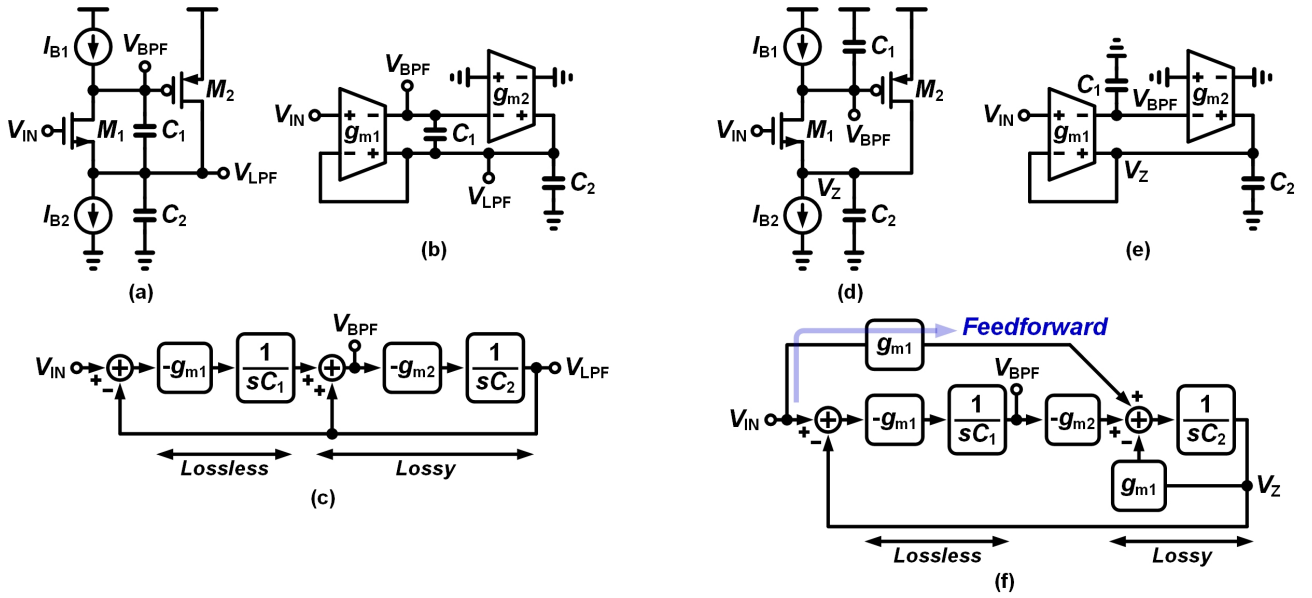 I_B1
V_BPF
M_2
V_IN
M_1
C_1
V_LPF
I_B2
C_2
(a)
V_BPF
+ −
g_m2
− +
V_IN
+ −
g_m1
− +
C_1
V_LPF
C_2
(b)
V_IN
+
−
+
-g_m1
1
sC_1
+
+
+
V_BPF
-g_m2
1
sC_2
V_LPF
Lossless
Lossy
(c)
I_B1
C_1
M_2
V_IN
M_1
V_BPF
V_Z
I_B2
C_2
(d)
C_1
V_BPF
+ −
g_m2
− +
V_IN
+ −
g_m1
− +
V_Z
C_2
(e)
Feedforward
g_m1
V_BPF
V_IN
+
−
+
-g_m1
1
sC_1
-g_m2
+
+
−
+
1
sC_2
g_m1
V_Z
Lossless
Lossy
(f)